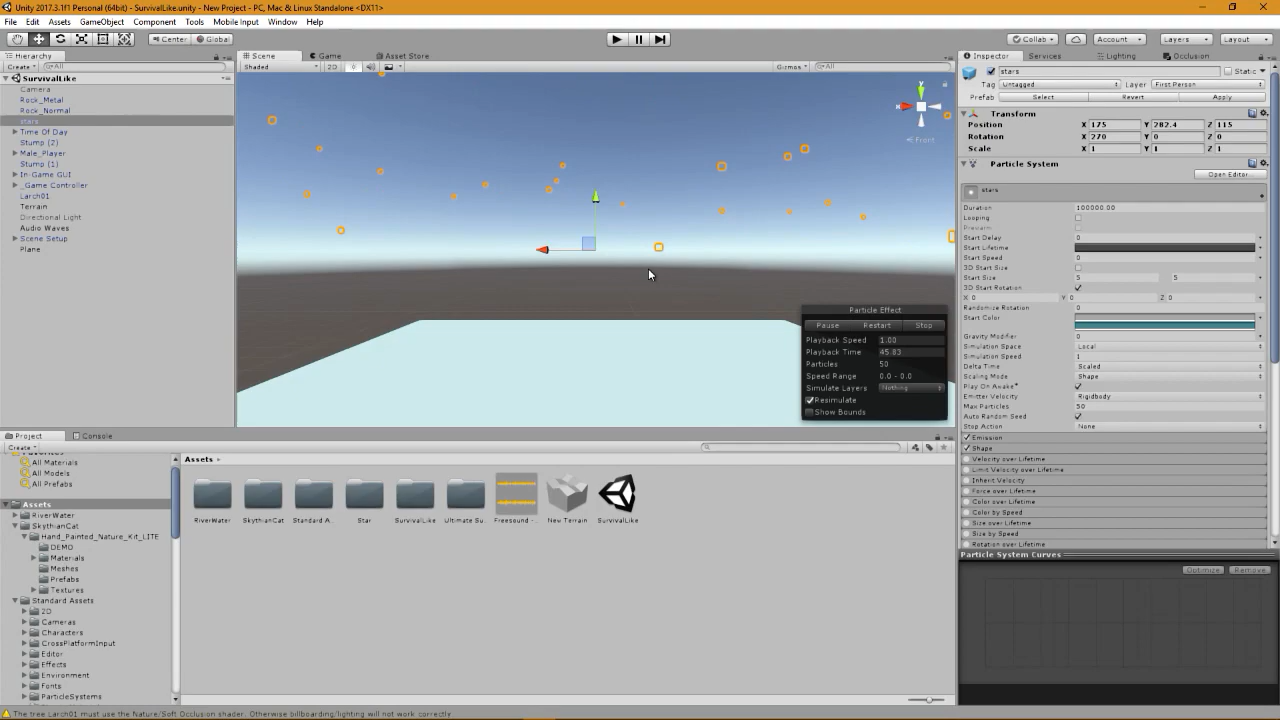 Unity 2017.3.1f1 Personal (64bit) - SurvivalLike.unity - New Project - PC, Mac & Linux Standalone <DX11>
File Edit Assets GameObject Component Tools Mobile Input Window Help
Center Global Collab Account Layers Layout
Hierarchy
Create All
SurvivalLike
Camera
Rock_Metal
Rock_Normal
stars
Time Of Day
Stump (2)
Male_Player
Stump (1)
In-Game GUI
_Game Controller
Larch01
Terrain
Directional Light
Audio Waves
Scene Setup
Plane
Scene Game Asset Store
Shaded 2D Gizmos All
y
Front
Particle Effect
Pause Restart Stop
Playback Speed 1.00
Playback Time 45.83
Particles 50
Speed Range 0.0 - 0.0
Simulate Layers Nothing
Resimulate
Show Bounds
Inspector Services Lighting Occlusion
stars Static
Tag Untagged Layer First Person
Prefab Select Revert Apply
Transform
Position X 175 Y 282.4 Z 115
Rotation X 270 Y 0 Z 0
Scale X 1 Y 1 Z 1
Particle System
Open Editor...
stars
Duration 100000.00
Looping
Prewarm
Start Delay 0
Start Lifetime
Start Speed 0
3D Start Size
Start Size 5 5
3D Start Rotation
X 0 Y 0 Z 0
Randomize Rotation 0
Start Color
Gravity Modifier 0
Simulation Space Local
Simulation Speed 1
Delta Time Scaled
Scaling Mode Shape
Play On Awake*
Emitter Velocity Rigidbody
Max Particles 50
Auto Random Seed
Stop Action None
Emission
Shape
Velocity over Lifetime
Limit Velocity over Lifetime
Inherit Velocity
Force over Lifetime
Color over Lifetime
Color by Speed
Size over Lifetime
Size by Speed
Rotation over Lifetime
Particle System Curves
Optimize Remove
Project Console
Create
Favorites
All Materials
All Models
All Prefabs
Assets
RiverWater
SkythianCat
Hand_Painted_Nature_Kit_LITE
DEMO
Materials
Meshes
Prefabs
Textures
Standard Assets
2D
Cameras
Characters
CrossPlatformInput
Editor
Effects
Environment
Fonts
ParticleSystems
Assets
RiverWater SkythianCat Standard A... Star SurvivalLike Ultimate Su... Freesound -... New Terrain SurvivalLike
The tree Larch01 must use the Nature/Soft Occlusion shader. Otherwise billboarding/lighting will not work correctly